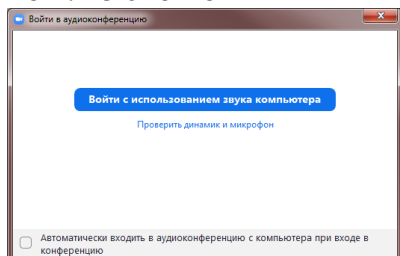 Войти в аудиоконференцию
Войти с использованием звука компьютера
Проверить динамик и микрофон
Автоматически входить в аудиоконференцию с компьютера при входе в
конференцию